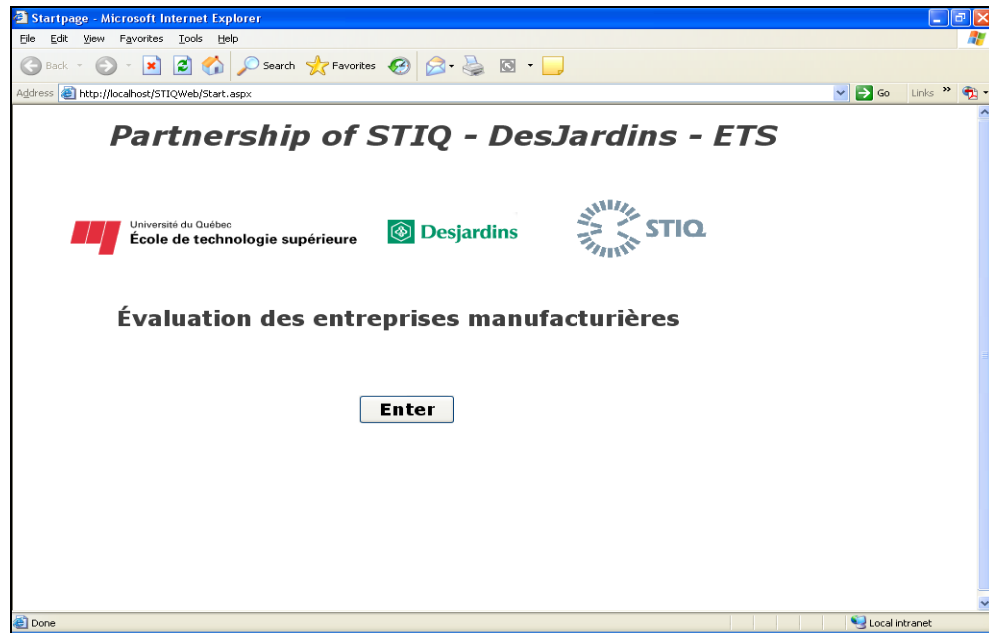 Startpage - Microsoft Internet Explorer
File Edit View Favorites Tools Help
Back Search Favorites
Address http://localhost/STIQWeb/Start.aspx Go Links »
Partnership of STIQ - DesJardins - ETS
Université du Québec
École de technologie supérieure
Desjardins
STIQ
Évaluation des entreprises manufacturières
Enter
Done Local intranet